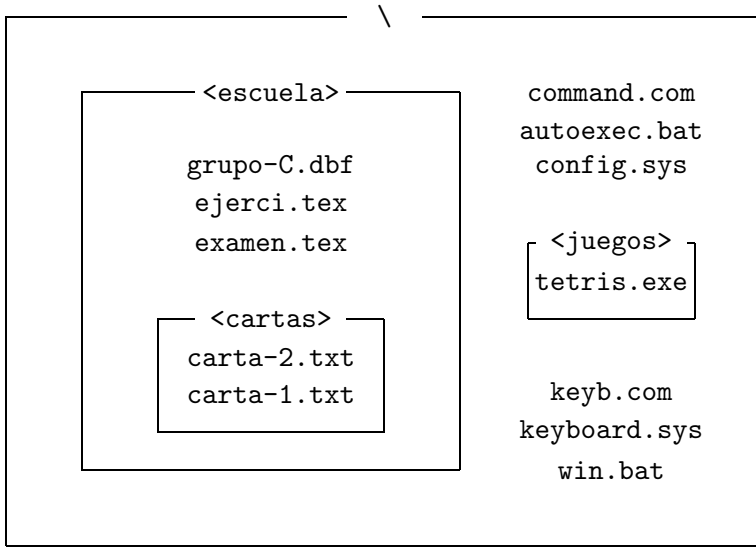 \
<escuela>
grupo-C.dbf
ejerci.tex
examen.tex
<cartas>
carta-2.txt
carta-1.txt
command.com
autoexec.bat
config.sys
<juegos>
tetris.exe
keyb.com
keyboard.sys
win.bat